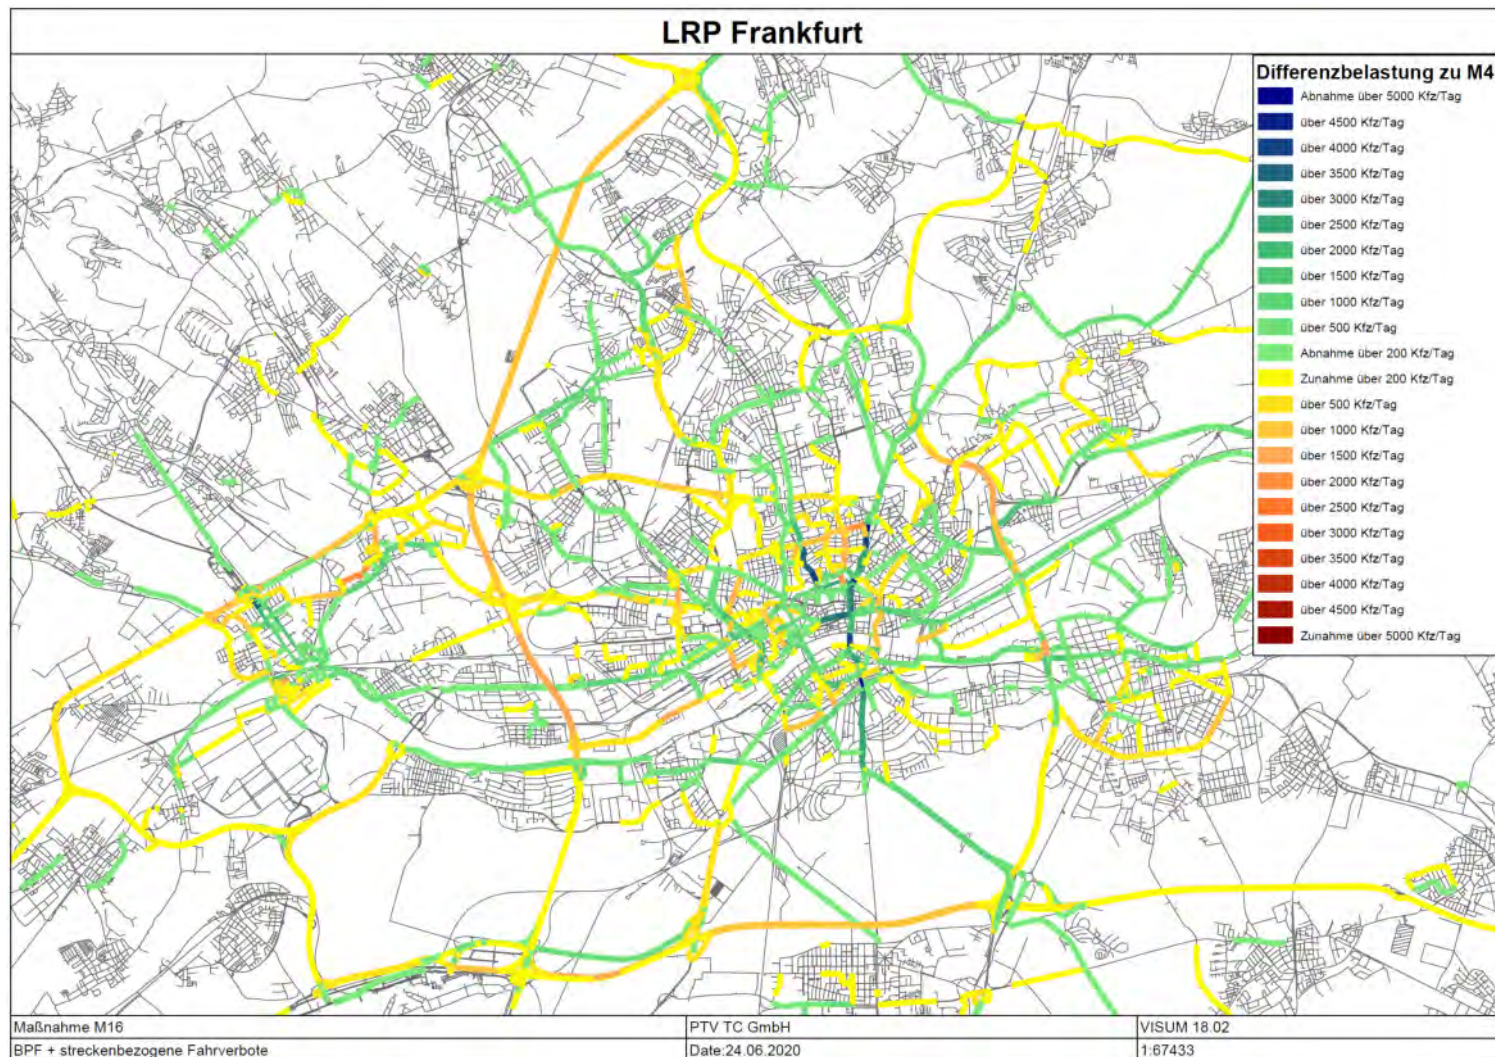 LRP Frankfurt
Differenzbelastung zu M4
Abnahme über 5000 Kfz/Tag
über 4500 Kfz/Tag
über 4000 Kfz/Tag
über 3500 Kfz/Tag
über 3000 Kfz/Tag
über 2500 Kfz/Tag
über 2000 Kfz/Tag
über 1500 Kfz/Tag
über 1000 Kfz/Tag
über 500 Kfz/Tag
Abnahme über 200 Kfz/Tag
Zunahme über 200 Kfz/Tag
über 500 Kfz/Tag
über 1000 Kfz/Tag
über 1500 Kfz/Tag
über 2000 Kfz/Tag
über 2500 Kfz/Tag
über 3000 Kfz/Tag
über 3500 Kfz/Tag
über 4000 Kfz/Tag
über 4500 Kfz/Tag
Zunahme über 5000 Kfz/Tag
Maßnahme M16
PTV TC GmbH
VISUM 18.02
BPF + streckenbezogene Fahrverbote
Date:24.06.2020
1:67433